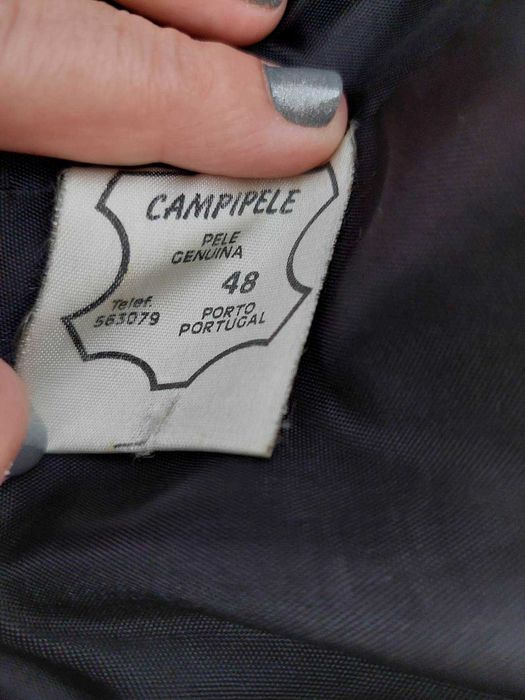 CAMPIPELE
PELE
GENUINA
48
Telef.
563079
PORTO
PORTUGAL